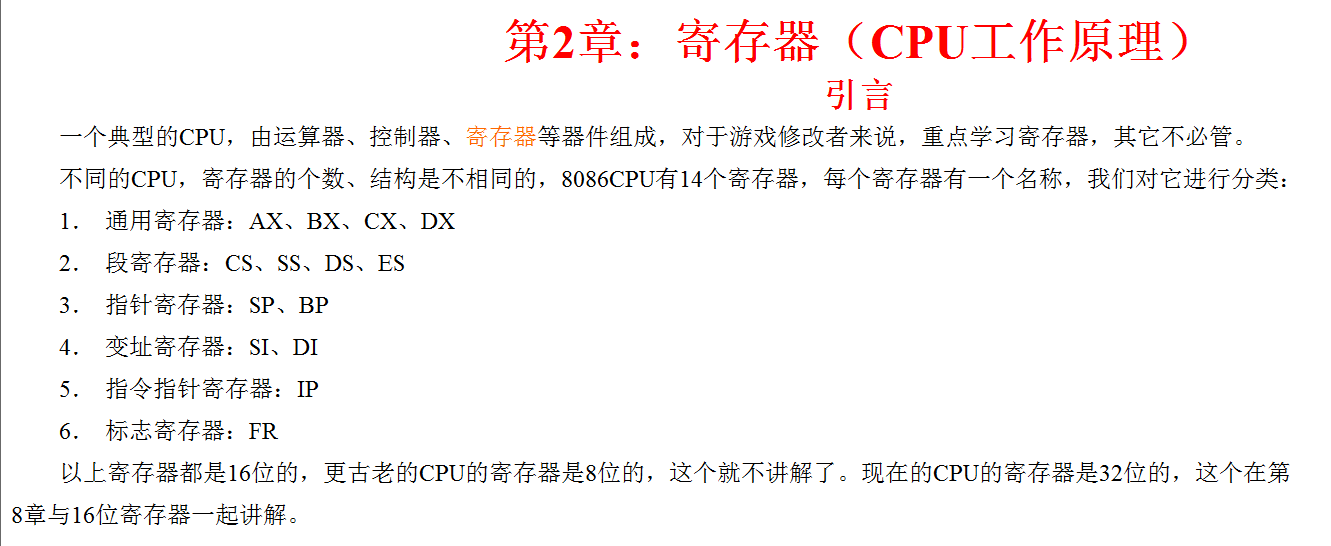 第2章：寄存器（CPU工作原理）
引言
一个典型的CPU，由运算器、控制器、寄存器等器件组成，对于游戏修改者来说，重点学习寄存器，其它不必管。
不同的CPU，寄存器的个数、结构是不相同的，8086CPU有14个寄存器，每个寄存器有一个名称，我们对它进行分类：
1． 通用寄存器：AX、BX、CX、DX
2． 段寄存器：CS、SS、DS、ES
3． 指针寄存器：SP、BP
4． 变址寄存器：SI、DI
5． 指令指针寄存器：IP
6． 标志寄存器：FR
以上寄存器都是16位的，更古老的CPU的寄存器是8位的，这个就不讲解了。现在的CPU的寄存器是32位的，这个在第
8章与16位寄存器一起讲解。